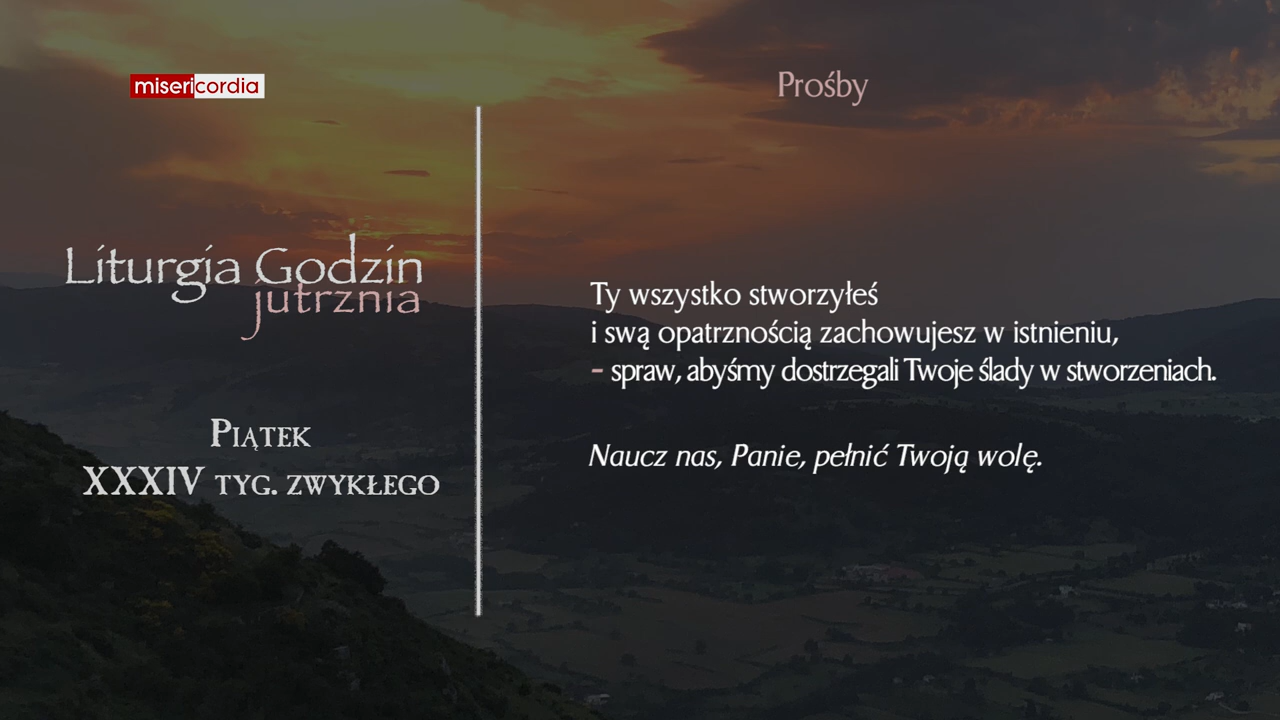 misericordia
Liturgia Godzin
jutrznia
Piątek
XXXIV tyg. zwykłego
Prośby
Ty wszystko stworzyłeś
i swą opatrznością zachowujesz w istnieniu,
- spraw, abyśmy dostrzegali Twoje ślady w stworzeniach.
Naucz nas, Panie, pełnić Twoją wolę.